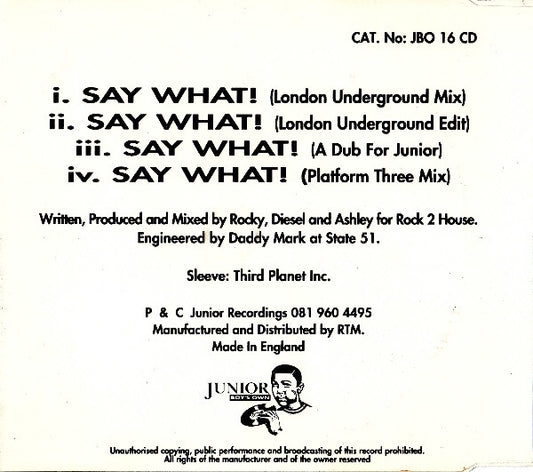 CAT. No: JBO 16 CD
i. SAY WHAT! (London Underground Mix)
ii. SAY WHAT! (London Underground Edit)
iii. SAY WHAT! (A Dub For Junior)
iv. SAY WHAT! (Platform Three Mix)
Written, Produced and Mixed by Rocky, Diesel and Ashley for Rock 2 House.
Engineered by Daddy Mark at State 51.
Sleeve: Third Planet Inc.
P & C Junior Recordings 081 960 4495
Manufactured and Distributed by RTM.
Made In England
JUNIOR
BOY'S OWN
Unauthorised copying, public performance and broadcasting of this record prohibited.
All rights of the manufacturer and of the owner reserved